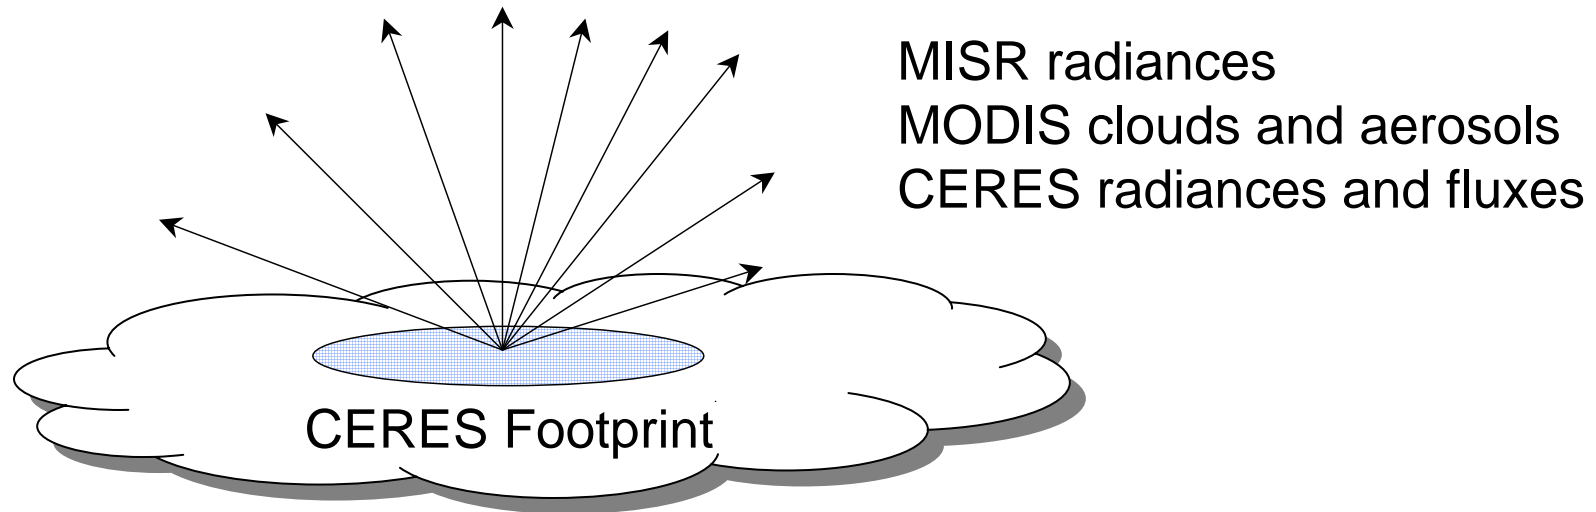 MISR radiances
MODIS clouds and aerosols
CERES radiances and fluxes
CERES Footprint